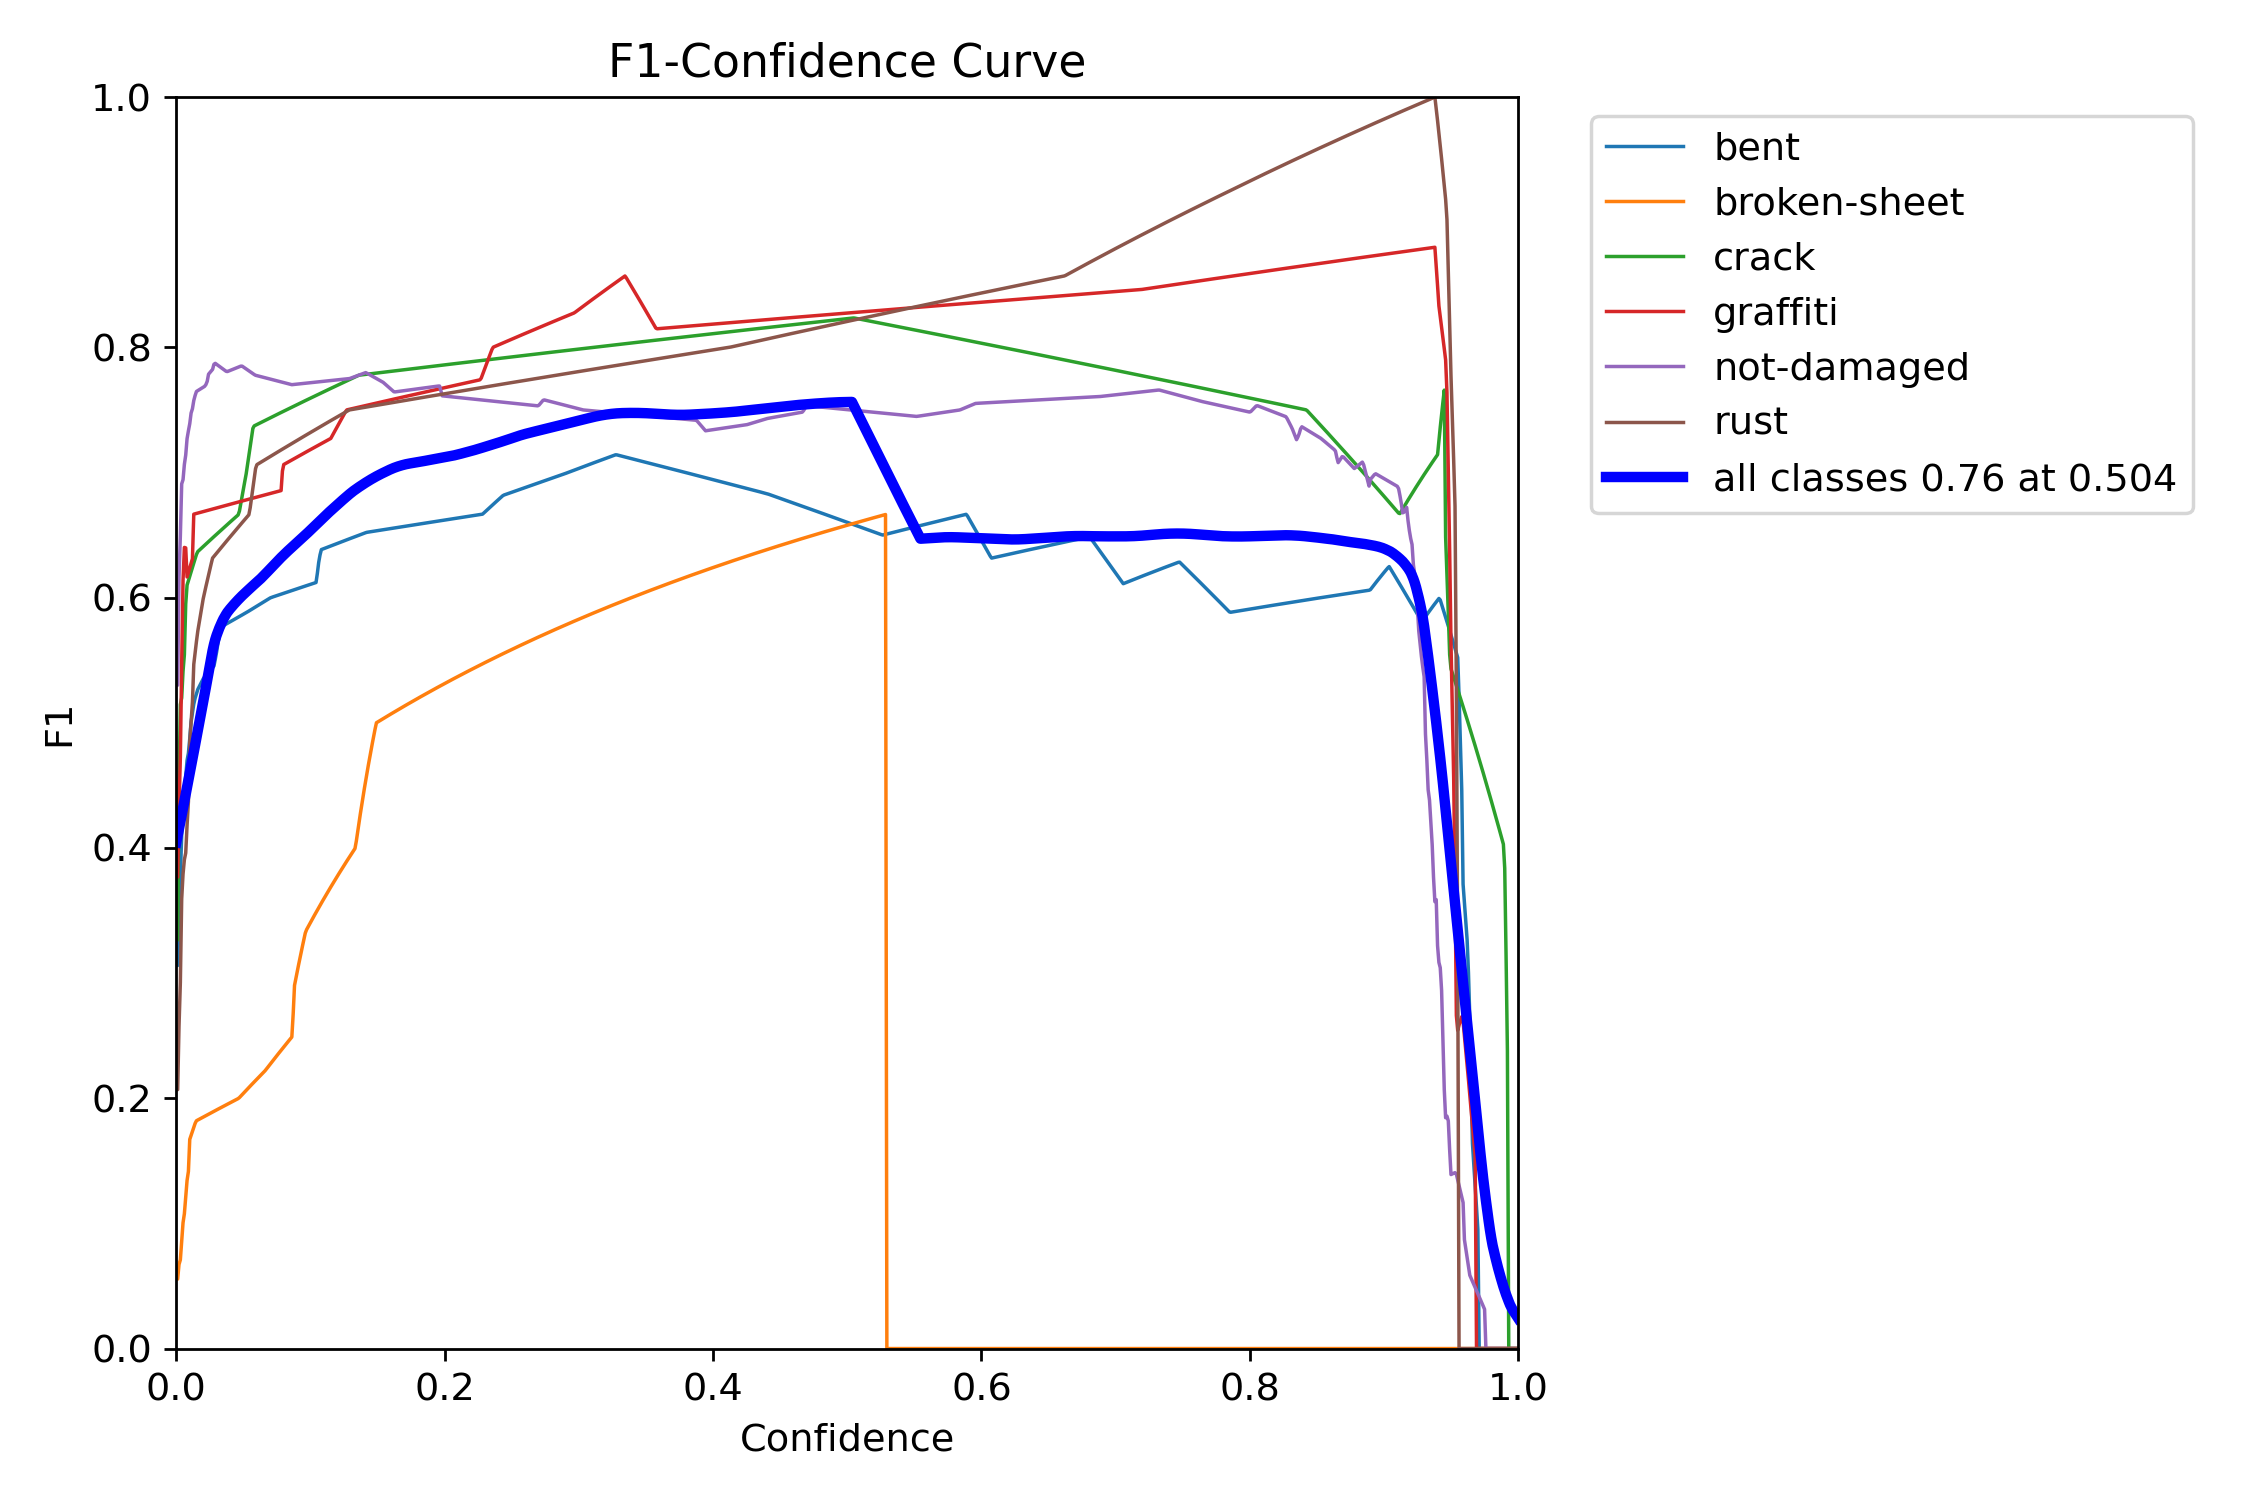 F1-Confidence Curve
1.0
0.8
0.6
0.4
0.2
0.0
F1
0.0 0.2 0.4 0.6 0.8 1.0
Confidence
bent
broken-sheet
crack
graffiti
not-damaged
rust
all classes 0.76 at 0.504